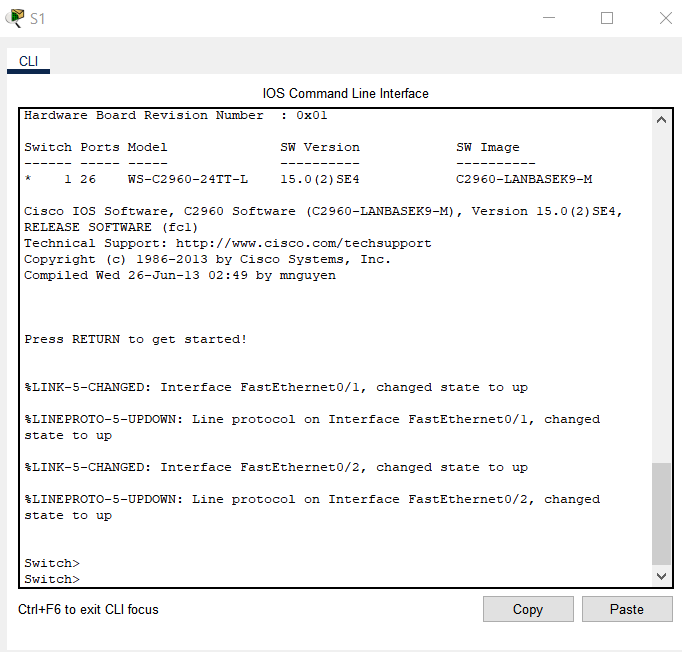 S1
CLI
IOS Command Line Interface
Hardware Board Revision Number  : 0x01
Switch Ports Model              SW Version            SW Image
------ ----- -----              ----------            ----------
*    1 26    WS-C2960-24TT-L    15.0(2)SE4            C2960-LANBASEK9-M
Cisco IOS Software, C2960 Software (C2960-LANBASEK9-M), Version 15.0(2)SE4,
RELEASE SOFTWARE (fc1)
Technical Support: http://www.cisco.com/techsupport
Copyright (c) 1986-2013 by Cisco Systems, Inc.
Compiled Wed 26-Jun-13 02:49 by mnguyen
Press RETURN to get started!
%LINK-5-CHANGED: Interface FastEthernet0/1, changed state to up
%LINEPROTO-5-UPDOWN: Line protocol on Interface FastEthernet0/1, changed
state to up
%LINK-5-CHANGED: Interface FastEthernet0/2, changed state to up
%LINEPROTO-5-UPDOWN: Line protocol on Interface FastEthernet0/2, changed
state to up
Switch>
Switch>
Ctrl+F6 to exit CLI focus
Copy
Paste